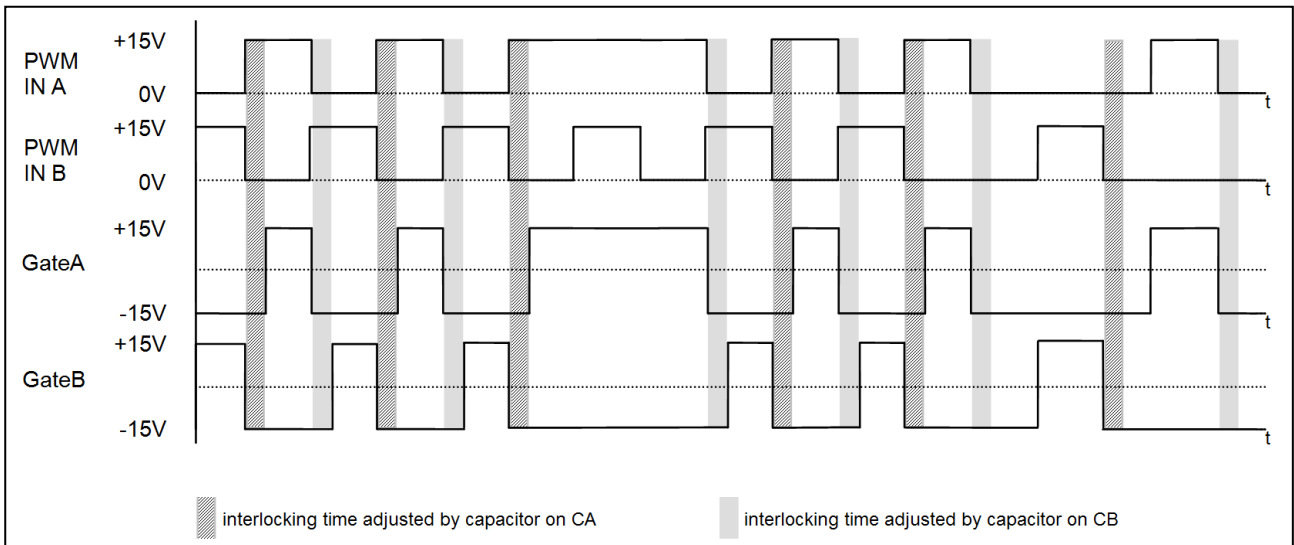 +15V
PWM
IN A
0V
t
+15V
PWM
IN B
0V
t
+15V
GateA
-15V
t
+15V
GateB
-15V
t
interlocking time adjusted by capacitor on CA
interlocking time adjusted by capacitor on CB